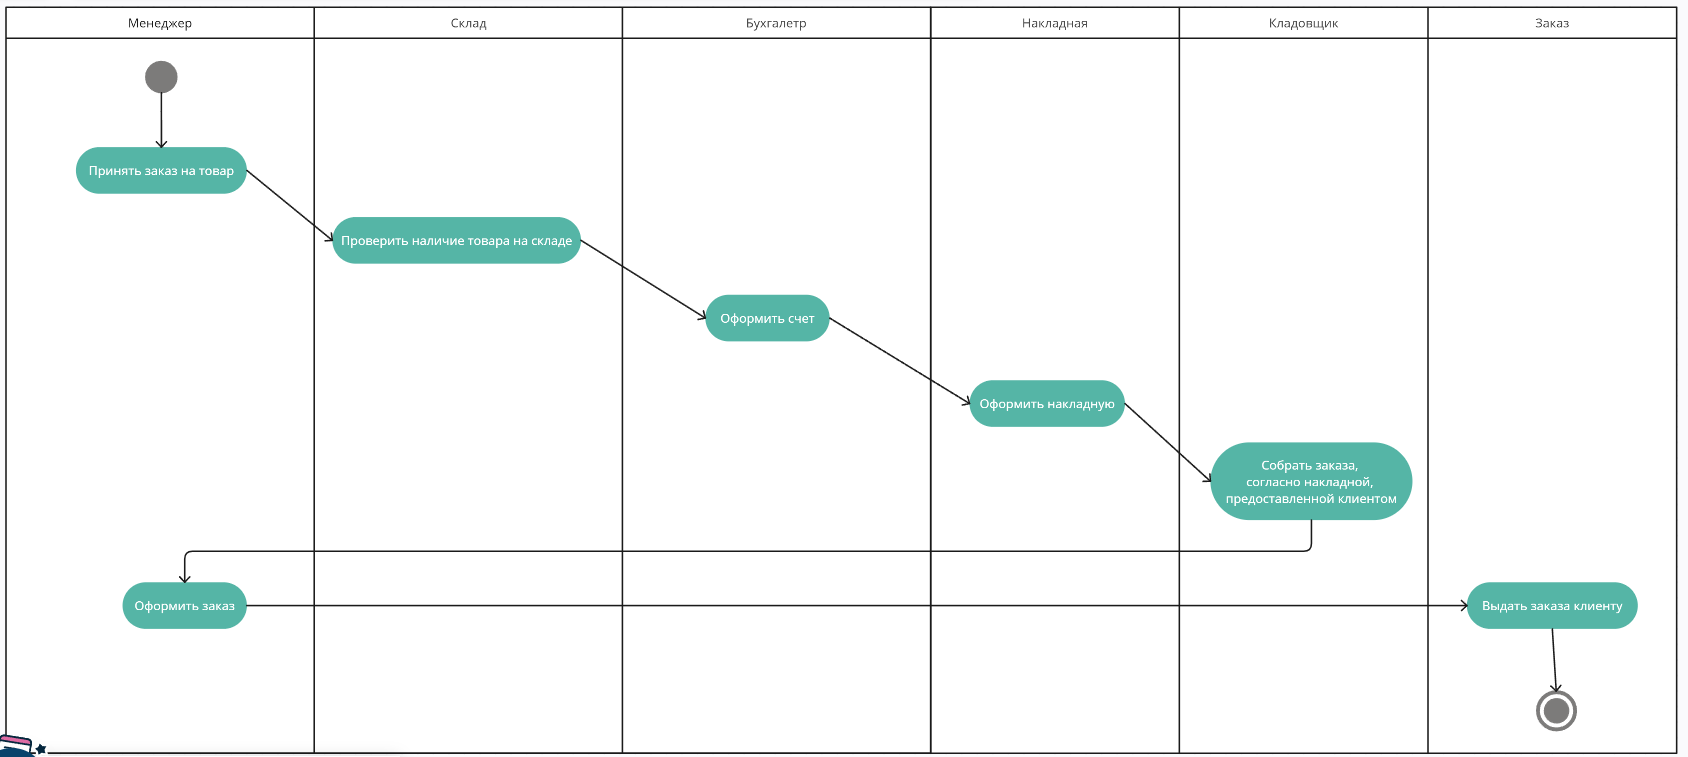 Менеджер
Склад
Бухгалетр
Накладная
Кладовщик
Заказ
Принять заказ на товар
Проверить наличие товара на складе
Оформить счет
Оформить накладную
Собрать заказа,
согласно накладной,
предоставленной клиентом
Оформить заказ
Выдать заказа клиенту